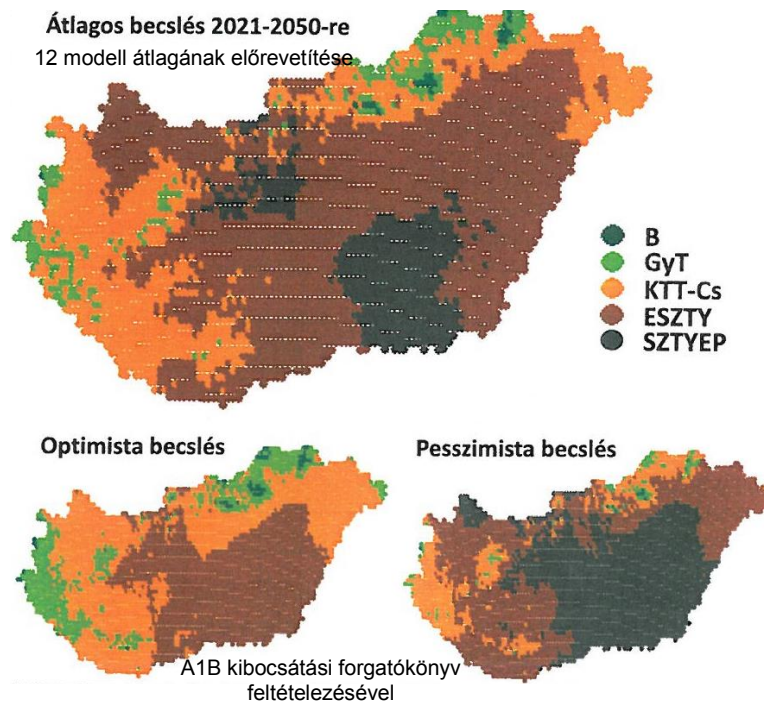 Átlagos becslés 2021-2050-re
12 modell átlagának előrevetítése
B
GyT
KTT-Cs
ESZTY
SZTYEP
Optimista becslés
Pesszimista becslés
A1B kibocsátási forgatókönyv
feltételezésével